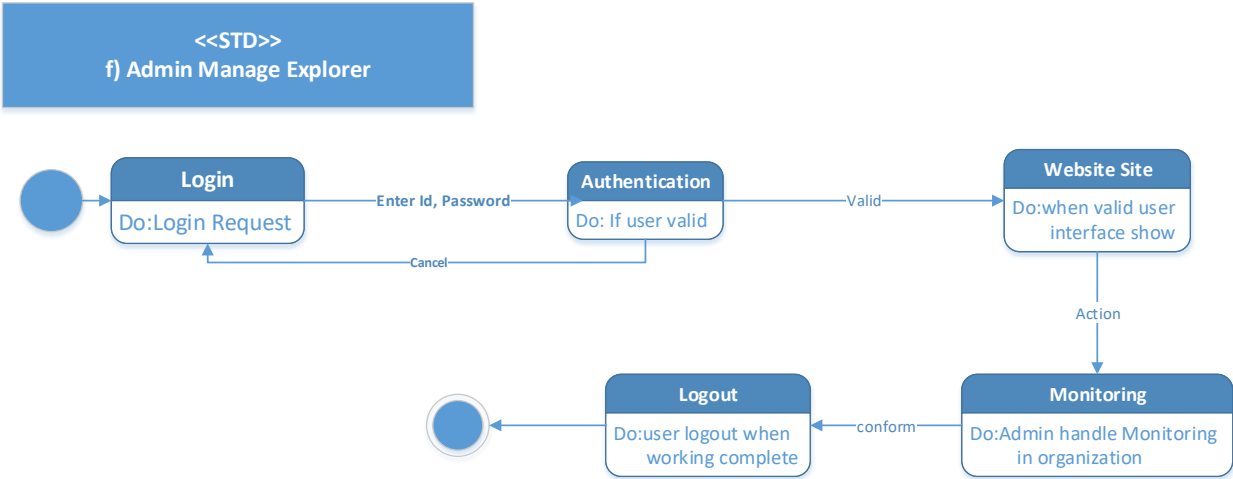 <<STD>>
f) Admin Manage Explorer
Login
Do:Login Request
Enter Id, Password
Authentication
Do: If user valid
Cancel
Valid
Website Site
Do:when valid user
interface show
Action
Monitoring
Do:Admin handle Monitoring
in organization
conform
Logout
Do:user logout when
working complete